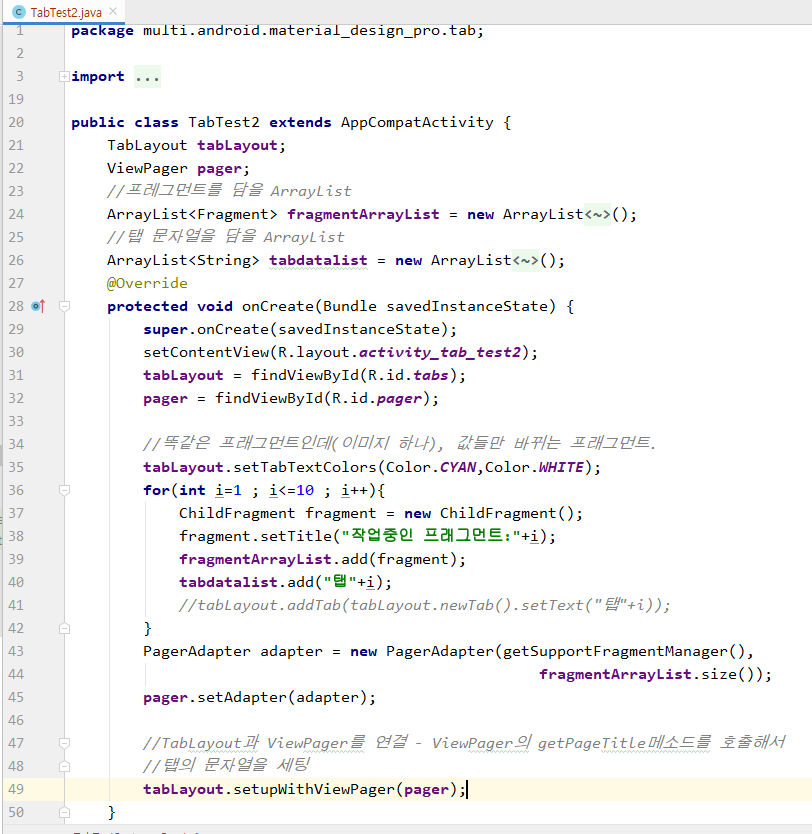 TabTest2.java
1 package multi.android.material_design_pro.tab;
2
3 import ...
19
20 public class TabTest2 extends AppCompatActivity {
21 TabLayout tabLayout;
22 ViewPager pager;
23 //프레그먼트를 담을 ArrayList
24 ArrayList<Fragment> fragmentArrayList = new ArrayList<~>();
25 //탭 문자열을 담을 ArrayList
26 ArrayList<String> tabdatalist = new ArrayList<~>();
27 @Override
28 protected void onCreate(Bundle savedInstanceState) {
29 super.onCreate(savedInstanceState);
30 setContentView(R.layout.activity_tab_test2);
31 tabLayout = findViewById(R.id.tabs);
32 pager = findViewById(R.id.pager);
33
34 //똑같은 프래그먼트인데(이미지 하나), 값들만 바뀌는 프래그먼트.
35 tabLayout.setTabTextColors(Color.CYAN,Color.WHITE);
36 for(int i=1 ; i<=10 ; i++){
37 ChildFragment fragment = new ChildFragment();
38 fragment.setTitle("작업중인 프래그먼트:"+i);
39 fragmentArrayList.add(fragment);
40 tabdatalist.add("탭"+i);
41 //tabLayout.addTab(tabLayout.newTab().setText("탭"+i));
42 }
43 PagerAdapter adapter = new PagerAdapter(getSupportFragmentManager(),
44 fragmentArrayList.size());
45 pager.setAdapter(adapter);
46
47 //TabLayout과 ViewPager를 연결 - ViewPager의 getPageTitle메소드를 호출해서
48 //탭의 문자열을 세팅
49 tabLayout.setupWithViewPager(pager);
50 }